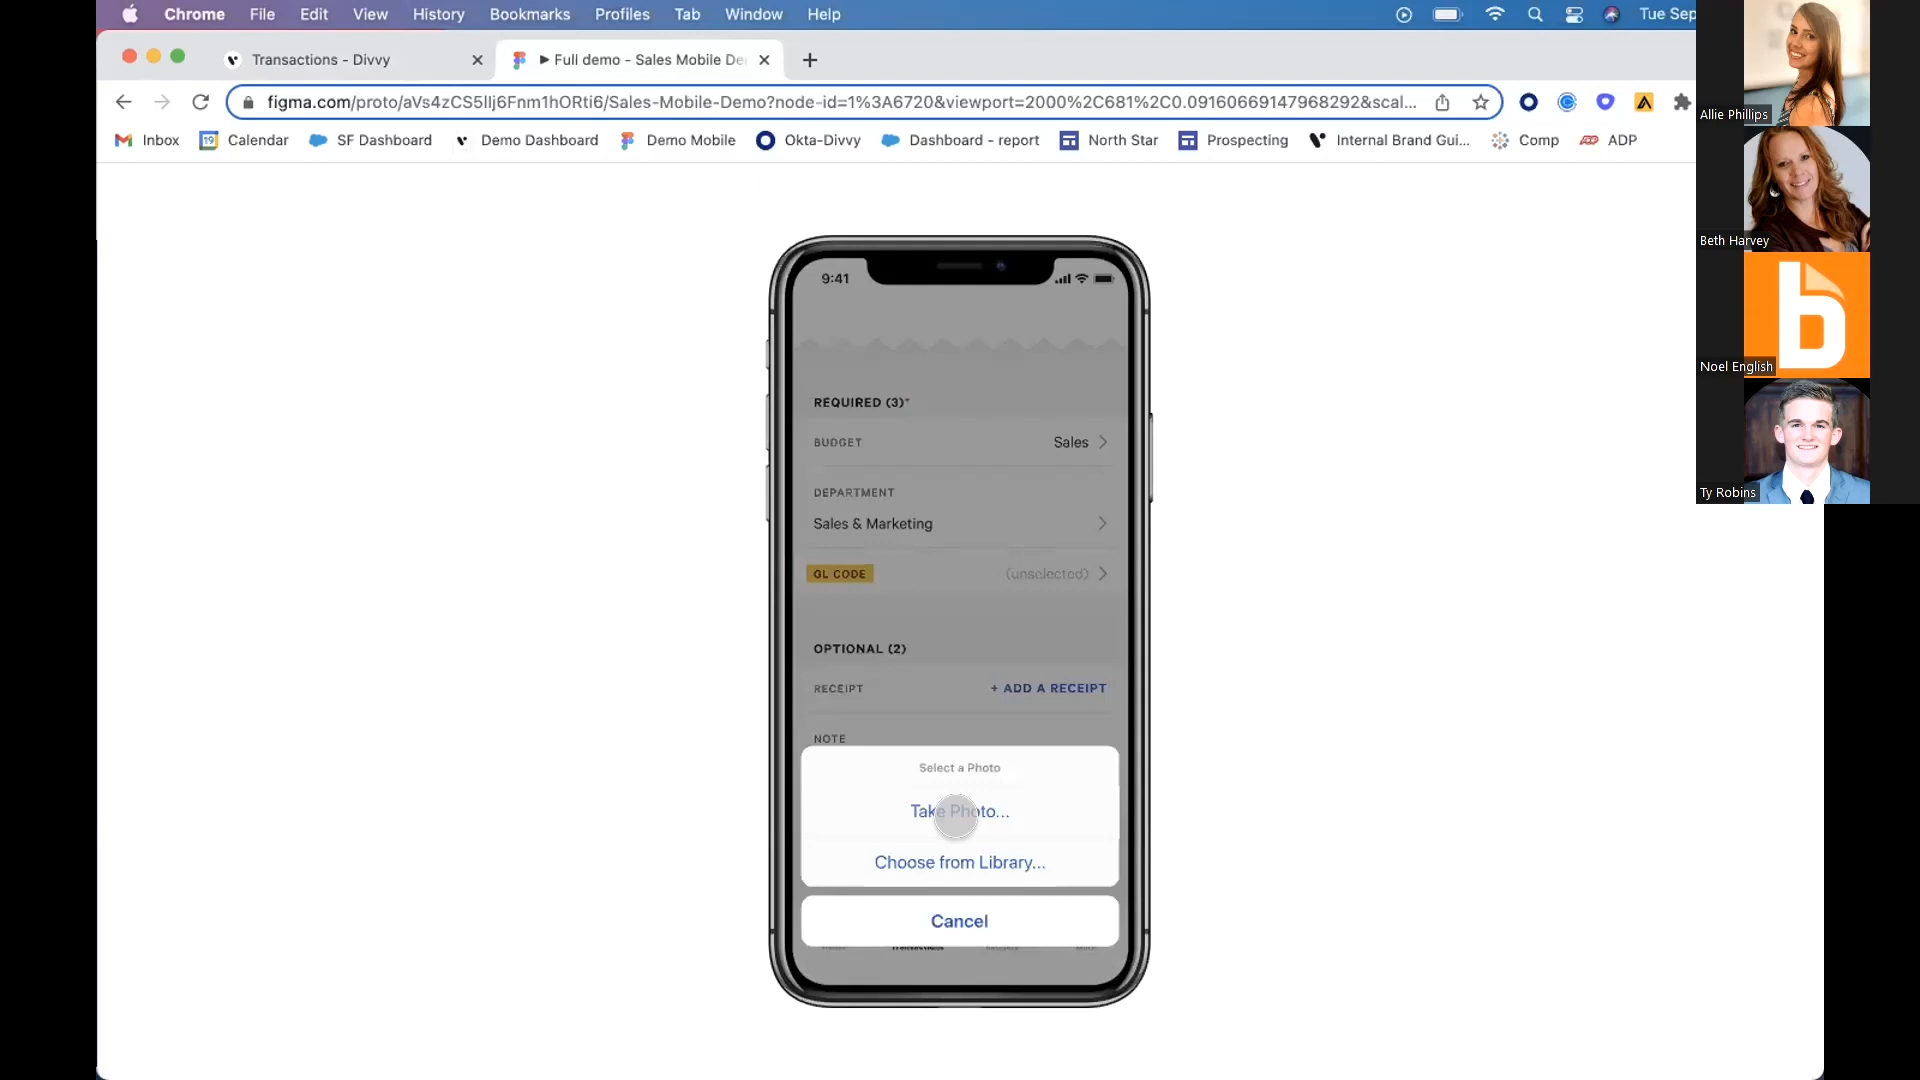 Chrome File Edit View History Bookmarks Profiles Tab Window Help Tue Sep
Transactions - Divvy
Full demo - Sales Mobile De
figma.com/proto/aVs4zCS5llj6Fnm1hORti6/Sales-Mobile-Demo?node-id=1%3A6720&viewport=2000%2C681%2C0.09160669147968292&scal...
Inbox 19 Calendar SF Dashboard Demo Dashboard Demo Mobile Okta-Divvy Dashboard - report North Star Prospecting Internal Brand Gui... Comp ADP ADP
Allie Phillips
Beth Harvey
b
Noel English
Ty Robins
9:41
REQUIRED (3)*
BUDGET Sales
DEPARTMENT
Sales & Marketing
GL CODE (unselected)
OPTIONAL (2)
RECEIPT + ADD A RECEIPT
NOTE
Select a Photo
Take Photo...
Choose from Library...
Cancel
Transactions